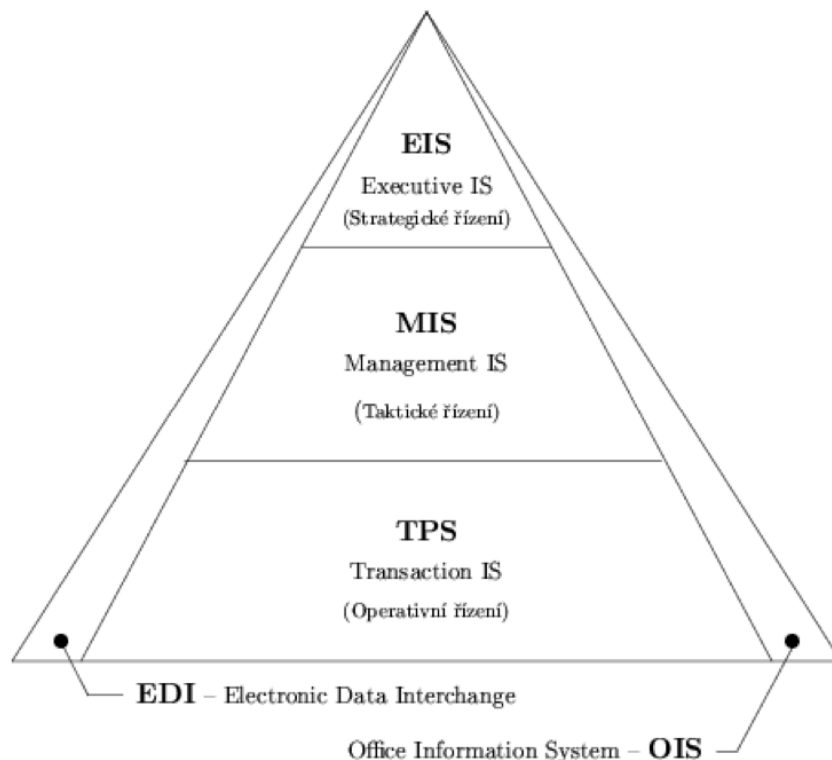 EIS
Executive IS
(Strategické řízení)
MIS
Management IS
(Taktické řízení)
TPS
Transaction IS
(Operativní řízení)
EDI – Electronic Data Interchange
Office Information System – OIS